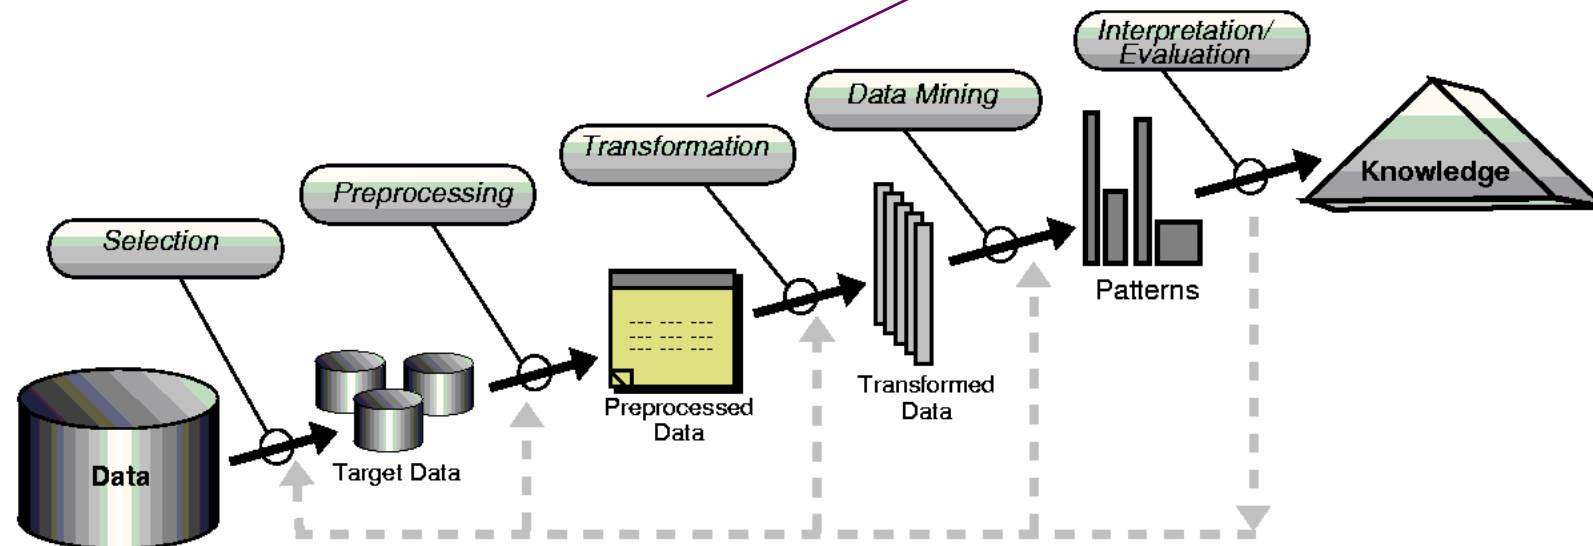 Interpretation/
Evaluation
Data Mining
Transformation
Preprocessing
Selection
Knowledge
Patterns
Transformed
Data
Preprocessed
Data
Target Data
Data